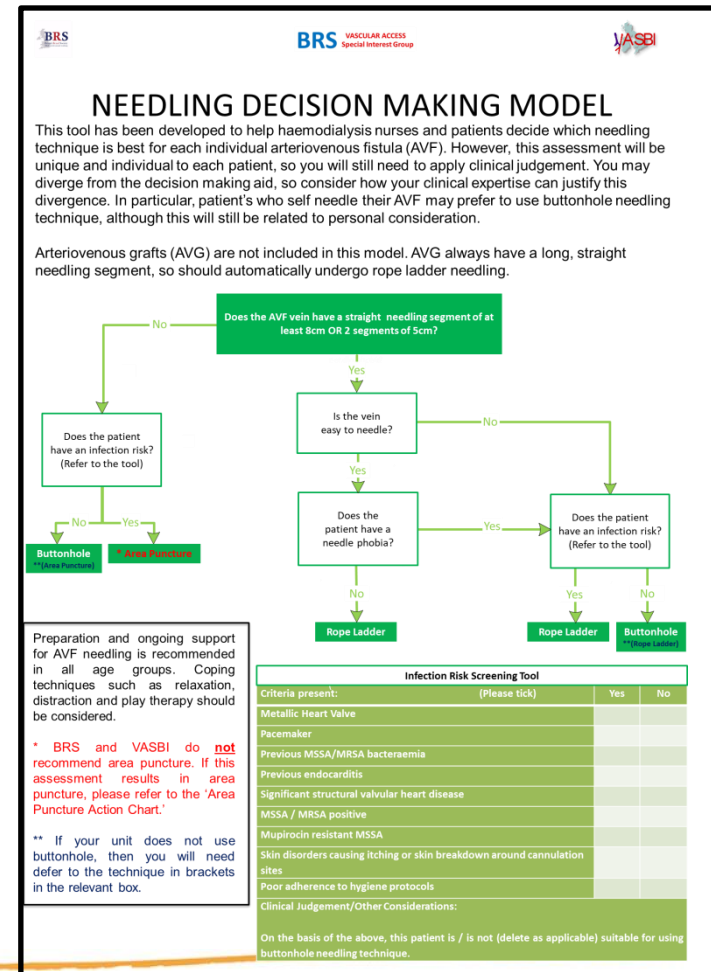 BRS
BRS VASCULAR ACCESS
Special Interest Group
VASBI
NEEDLING DECISION MAKING MODEL
This tool has been developed to help haemodialysis nurses and patients decide which needling
technique is best for each individual arteriovenous fistula (AVF). However, this assessment will be
unique and individual to each patient, so you will still need to apply clinical judgement. You may
diverge from the decision making aid, so consider how your clinical expertise can justify this
divergence. In particular, patient's who self needle their AVF may prefer to use buttonhole needling
technique, although this will still be related to personal consideration.
Arteriovenous grafts (AVG) are not included in this model. AVG always have a long, straight
needling segment, so should automatically undergo rope ladder needling.
Does the AVF vein have a straight needling segment of at
least 8cm OR 2 segments of 5cm?
No
Yes
Does the patient
have an infection risk?
(Refer to the tool)
Is the vein
easy to needle?
No
Yes
Does the
patient have a
needle phobia?
Yes
Does the patient
have an infection risk?
(Refer to the tool)
No
Yes
Buttonhole
**(Area Puncture)
* Area Puncture
No
Yes
No
Rope Ladder
Rope Ladder
Buttonhole
**(Rope Ladder)
Preparation and ongoing support
for AVF needling is recommended
in all age groups. Coping
techniques such as relaxation,
distraction and play therapy should
be considered.
* BRS and VASBI do not
recommend area puncture. If this
assessment results in area
puncture, please refer to the 'Area
Puncture Action Chart.'
** If your unit does not use
buttonhole, then you will need
defer to the technique in brackets
in the relevant box.
Infection Risk Screening Tool
Criteria present: (Please tick) Yes No
Metallic Heart Valve
Pacemaker
Previous MSSA/MRSA bacteraemia
Previous endocarditis
Significant structural valvular heart disease
MSSA / MRSA positive
Mupirocin resistant MSSA
Skin disorders causing itching or skin breakdown around cannulation
sites
Poor adherence to hygiene protocols
Clinical Judgement/Other Considerations:
On the basis of the above, this patient is / is not (delete as applicable) suitable for using
buttonhole needling technique.